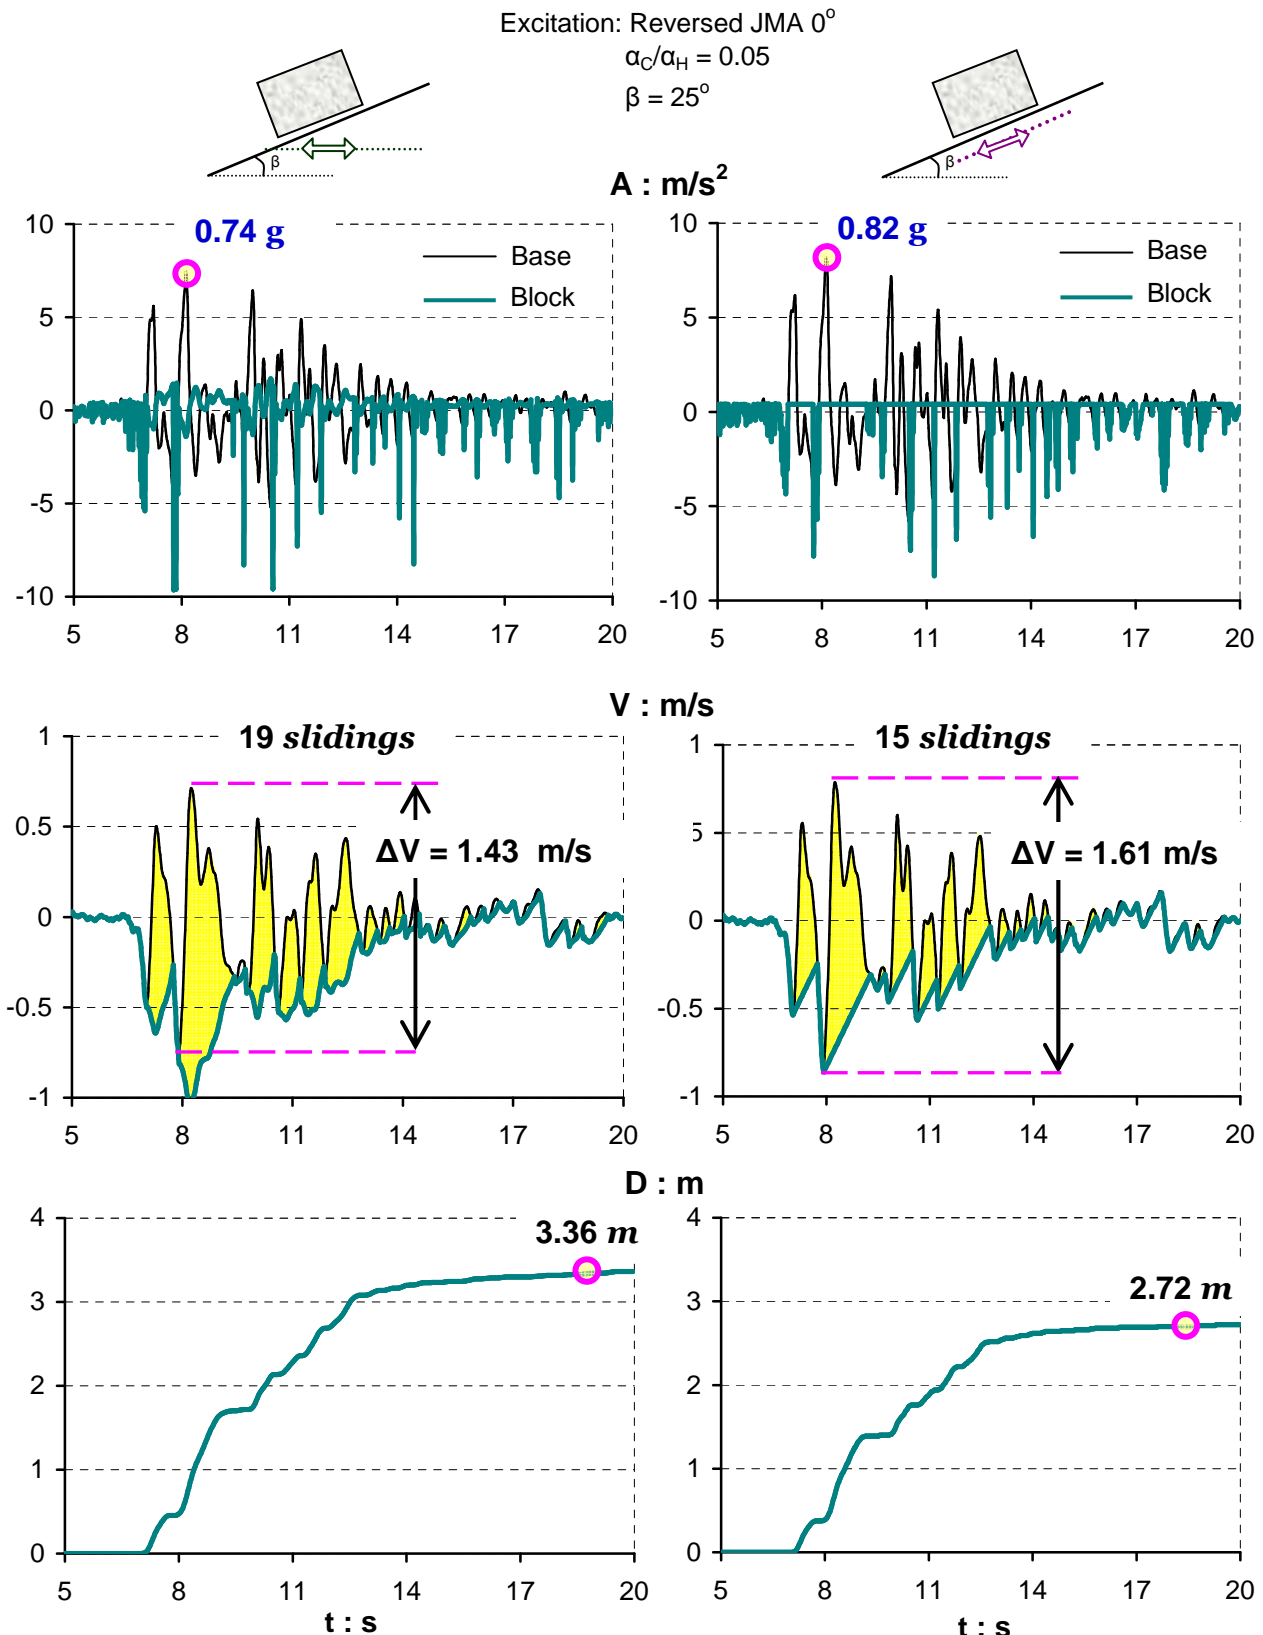 Excitation: Reversed JMA 0°
α_C/α_H = 0.05
β = 25°
β
β
A : m/s²
10
5
0
-5
-10
0.74 g
Base
Block
5 8 11 14 17 20
10
5
0
-5
-10
0.82 g
Base
Block
5 8 11 14 17 20
V : m/s
1
0.5
0
-0.5
-1
19 slidings
ΔV = 1.43 m/s
5 8 11 14 17 20
1
5
0
-0.5
-1
15 slidings
ΔV = 1.61 m/s
5 8 11 14 17 20
D : m
4
3
2
1
0
3.36 m
5 8 11 14 17 20
t : s
4
3
2
1
0
2.72 m
5 8 11 14 17 20
t : s